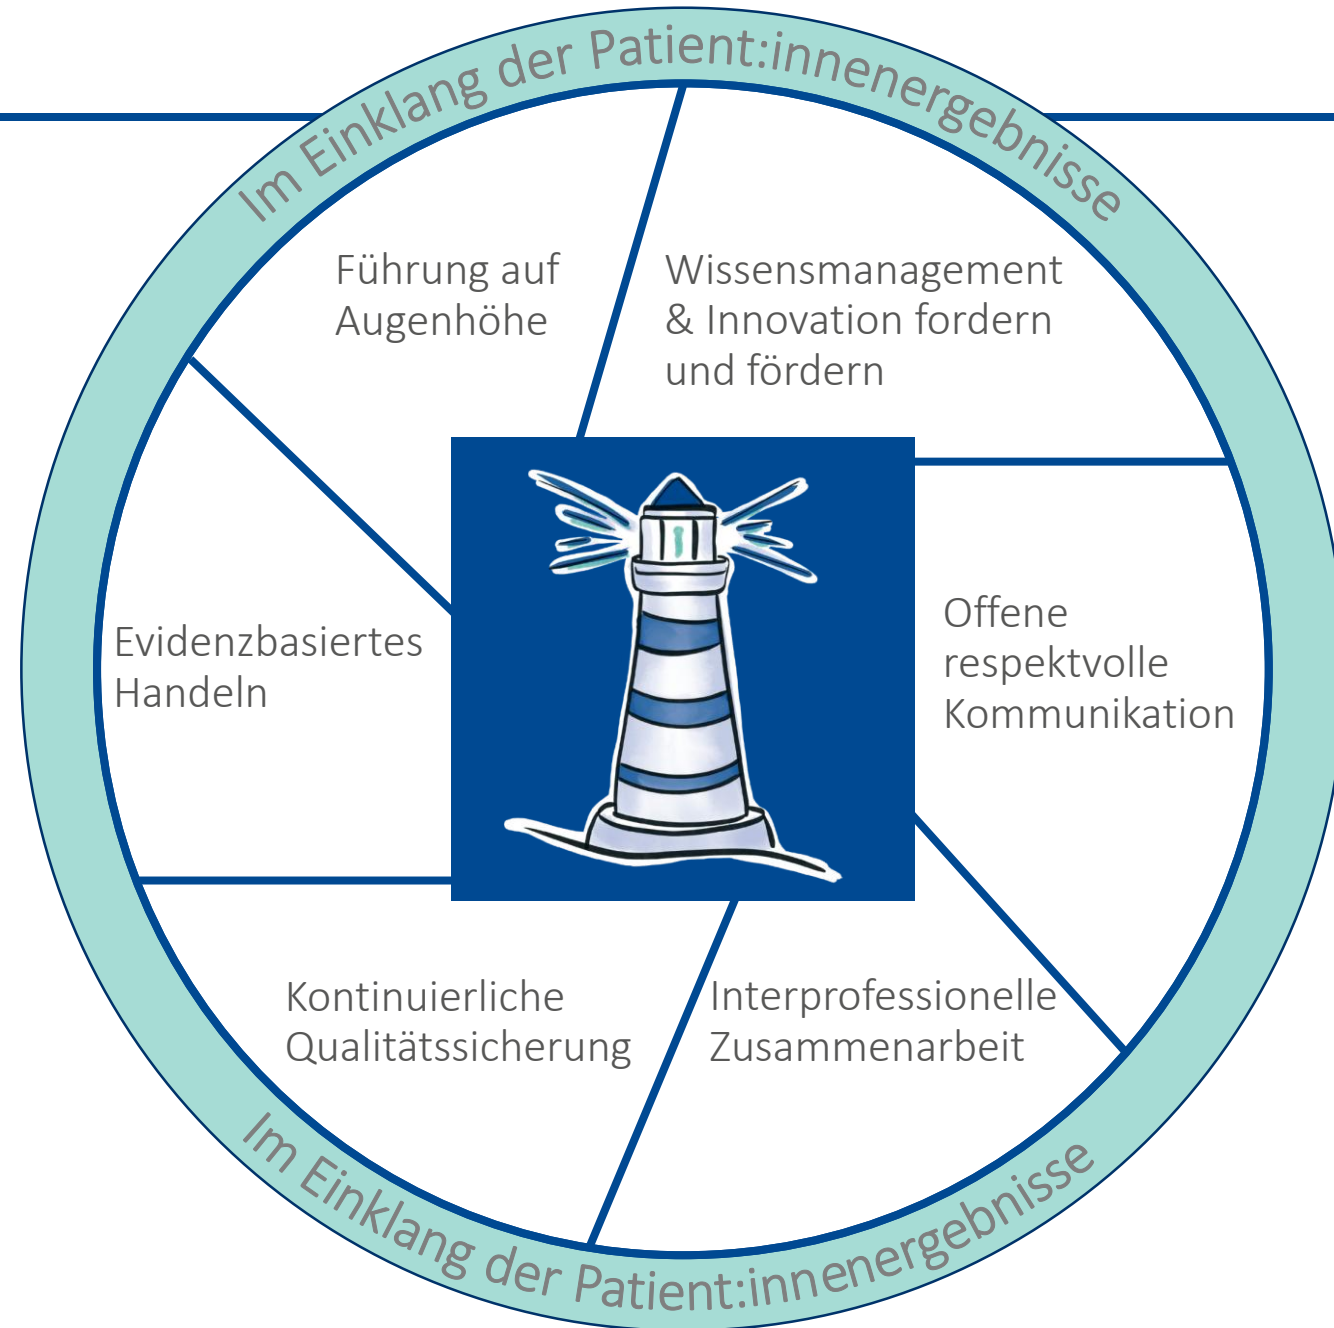 Im Einklang der Patient:innenergebnisse
Führung auf
Augenhöhe
Wissensmanagement
& Innovation fordern
und fördern
Evidenzbasiertes
Handeln
Offene
respektvolle
Kommunikation
Kontinuierliche
Qualitätssicherung
Interprofessionelle
Zusammenarbeit
Im Einklang der Patient:innenergebnisse